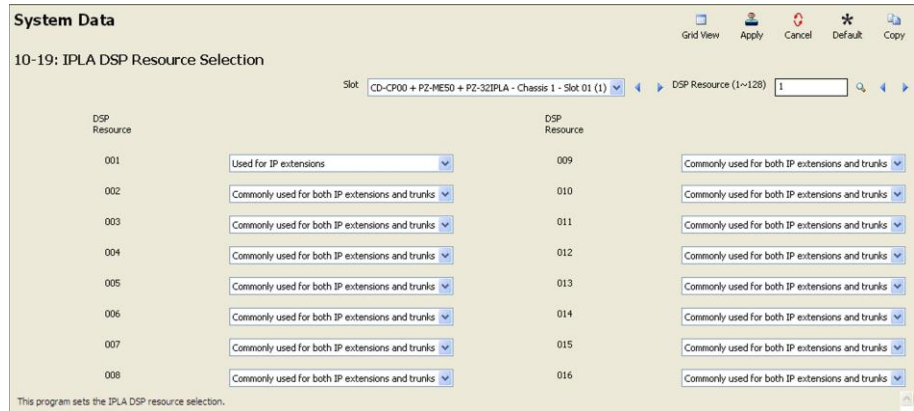 System Data
Grid View Apply Cancel Default Copy
10-19: IPLA DSP Resource Selection
Slot CD-CP00 + PZ-ME50 + PZ-32IPLA - Chassis 1 - Slot 01 (1) DSP Resource (1~128) 1
DSP Resource DSP Resource
001 Used for IP extensions 009 Commonly used for both IP extensions and trunks
002 Commonly used for both IP extensions and trunks 010 Commonly used for both IP extensions and trunks
003 Commonly used for both IP extensions and trunks 011 Commonly used for both IP extensions and trunks
004 Commonly used for both IP extensions and trunks 012 Commonly used for both IP extensions and trunks
005 Commonly used for both IP extensions and trunks 013 Commonly used for both IP extensions and trunks
006 Commonly used for both IP extensions and trunks 014 Commonly used for both IP extensions and trunks
007 Commonly used for both IP extensions and trunks 015 Commonly used for both IP extensions and trunks
008 Commonly used for both IP extensions and trunks 016 Commonly used for both IP extensions and trunks
This program sets the IPLA DSP resource selection.